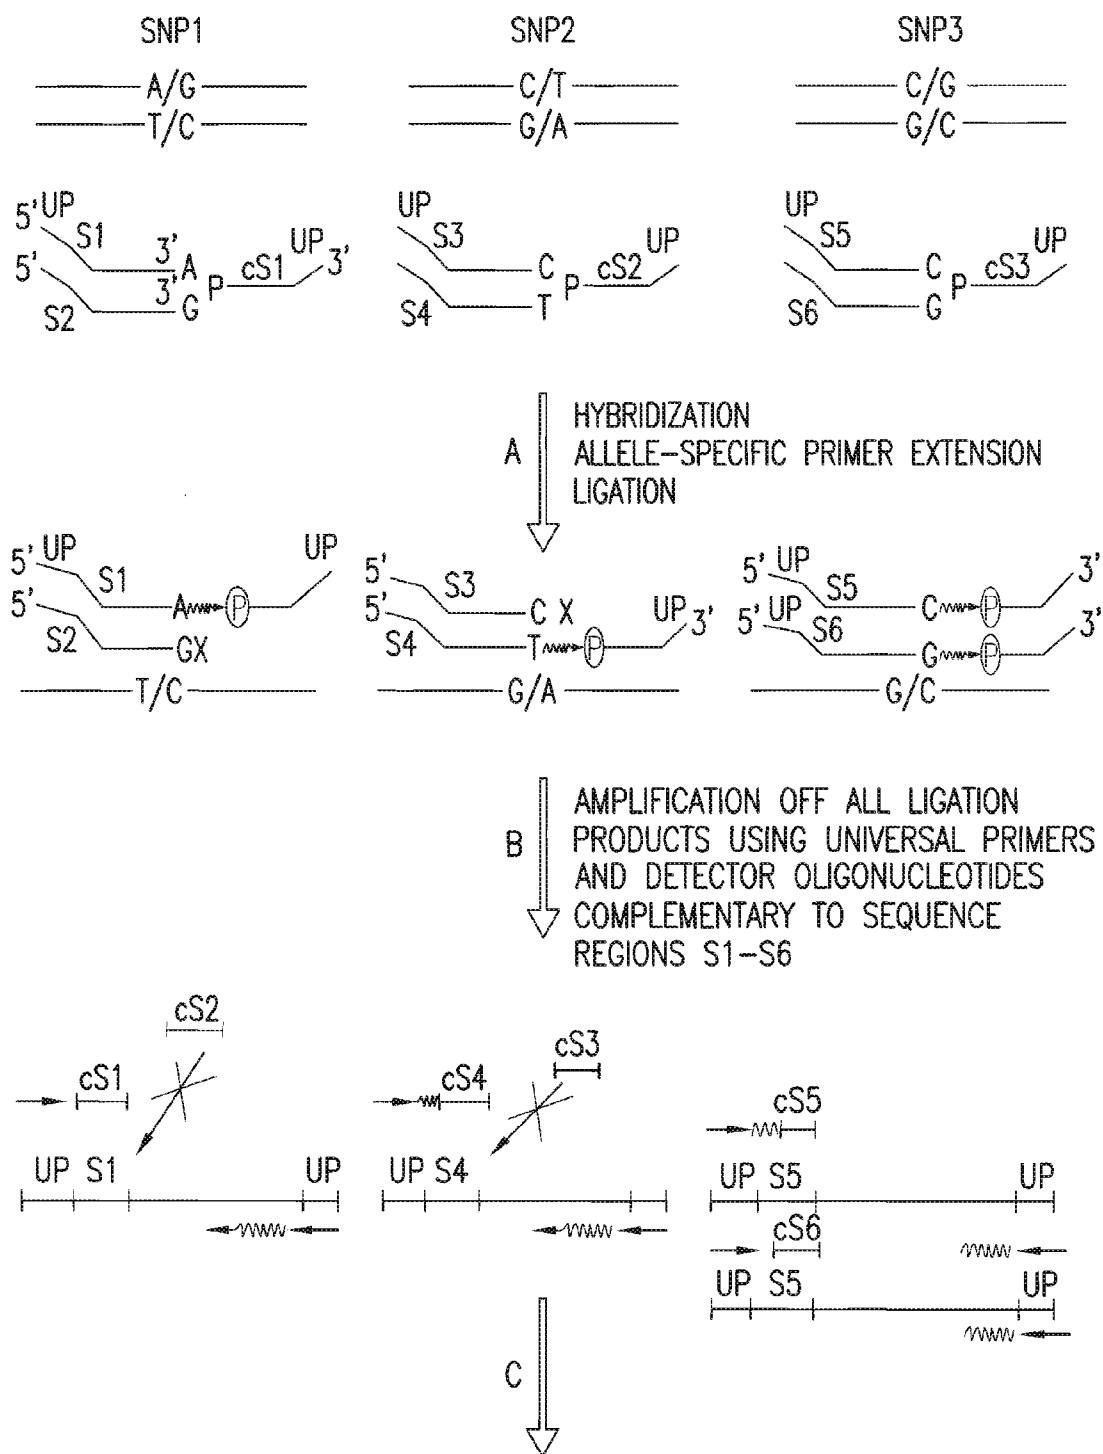 SNP1 SNP2 SNP3
A/G C/T C/G
T/C G/A G/C
5' UP S1 3' A UP 3'
5' S2 3' G P cS1
UP S3 C UP
S4 T P cS2
UP S5 C UP
S6 G P cS3
A
HYBRIDIZATION
ALLELE-SPECIFIC PRIMER EXTENSION
LIGATION
5' UP S1 A P UP
S2 GX
T/C
5' S3 C X
5' S4 T P UP 3'
G/A
5' UP S5 C P 3'
5' UP S6 G P 3'
G/C
B
AMPLIFICATION OFF ALL LIGATION
PRODUCTS USING UNIVERSAL PRIMERS
AND DETECTOR OLIGONUCLEOTIDES
COMPLEMENTARY TO SEQUENCE
REGIONS S1-S6
cS2
cS1
UP S1 UP
cS3
cS4
UP S4
cS5
UP S5 UP
cS6
UP S5 UP
C